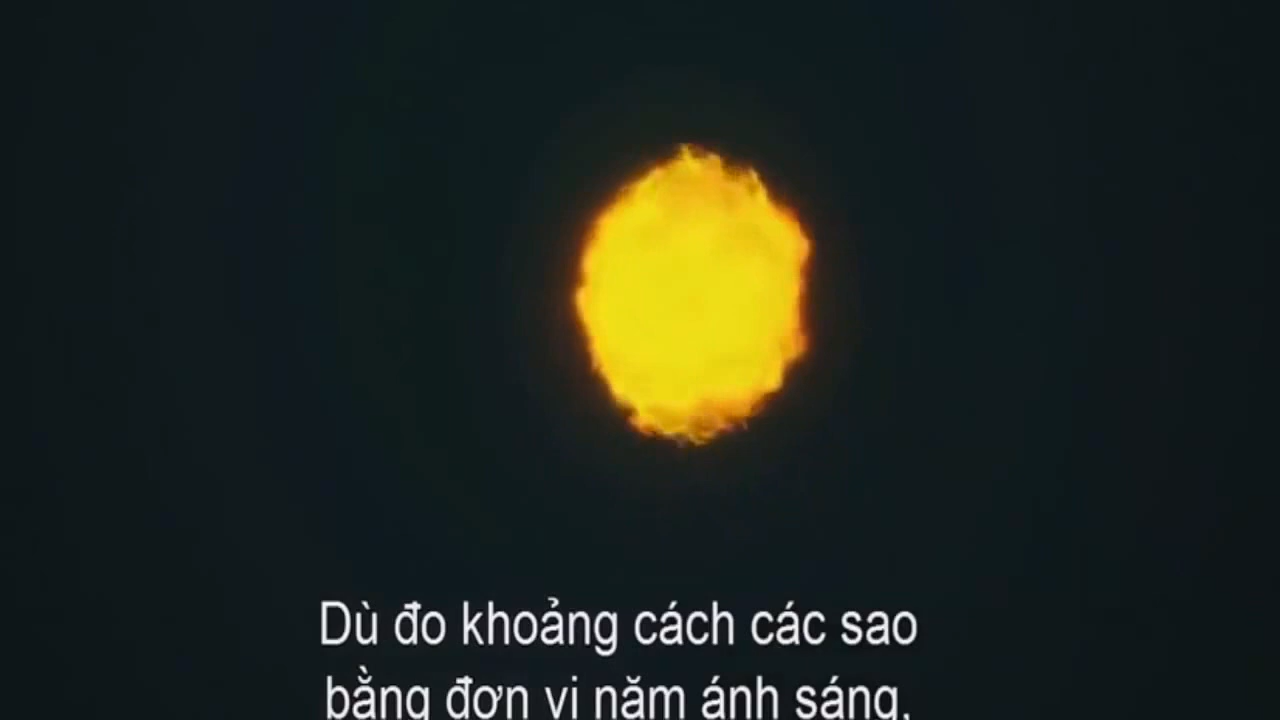 Dù đo khoảng cách các sao
bằng đơn vị năm ánh sáng,